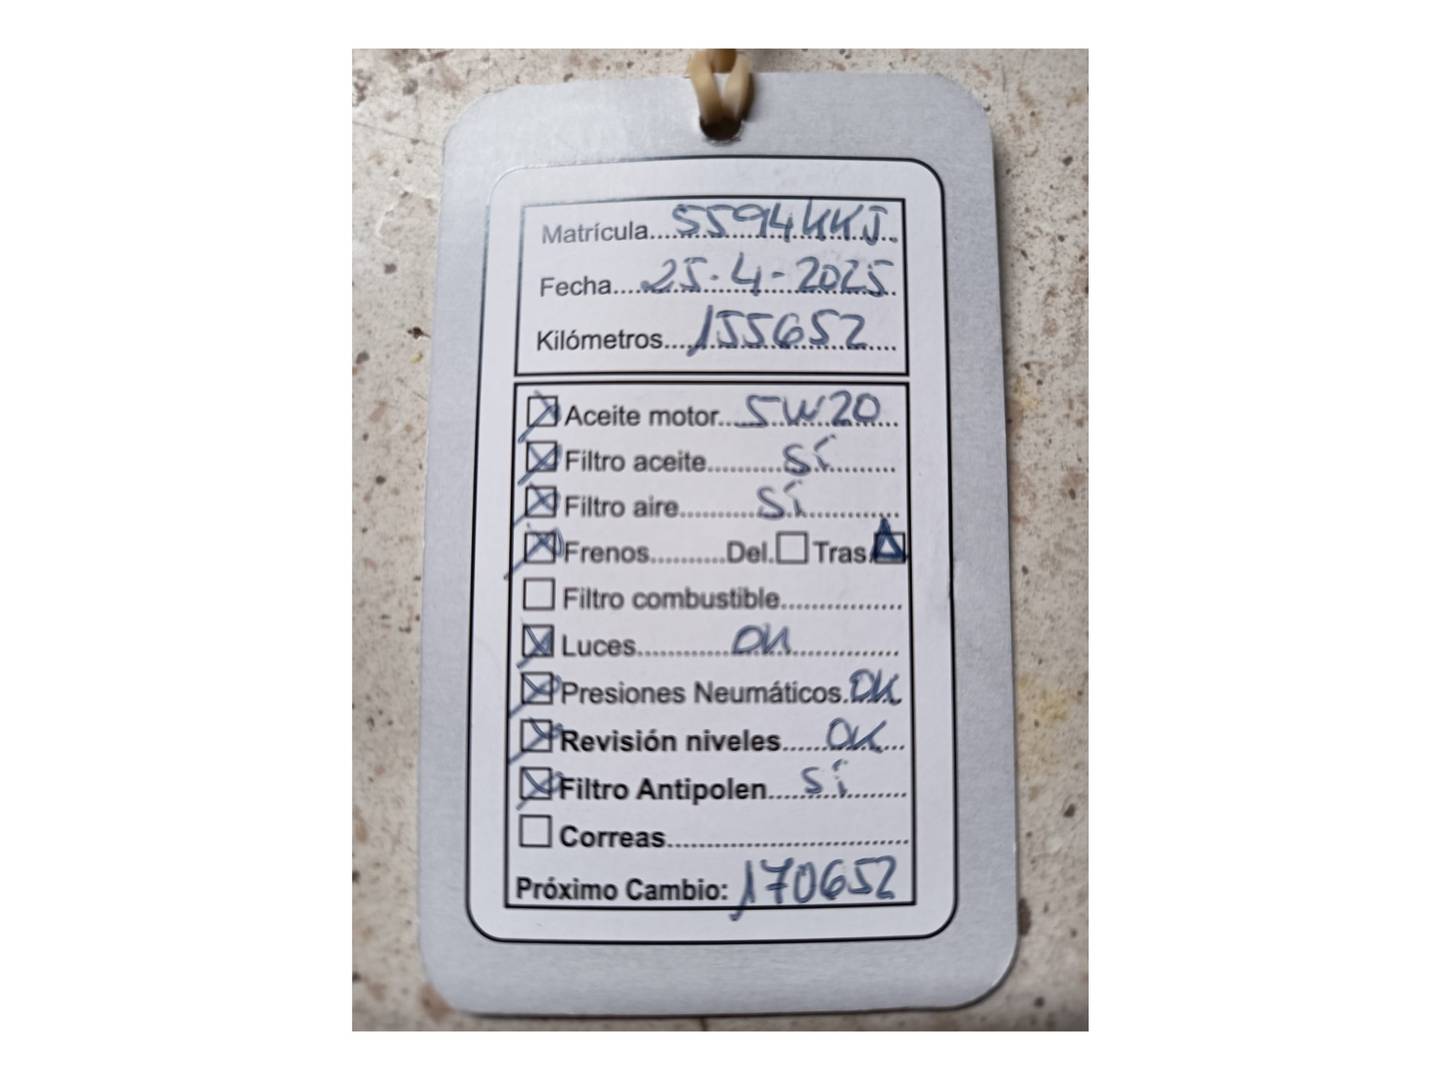 Matrícula....5594KKJ.
Fecha....25-4-2025
Kilómetros....155652
Aceite motor....5W20
Filtro aceite....Sí
Filtro aire....Sí
Frenos....Del. Tras.
Filtro combustible....
Luces....OK
Presiones Neumáticos.OK
Revisión niveles....OK
Filtro Antipolen....Sí
Correas....
Próximo Cambio: 170652